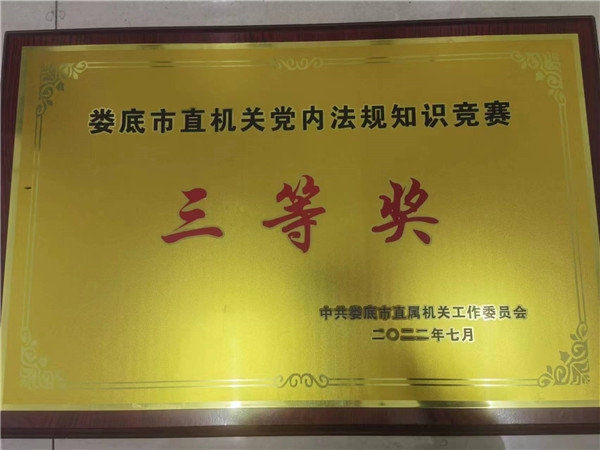 娄底市直机关党内法规知识竞赛
三等奖
中共娄底市直属机关工作委员会
二〇二二年七月